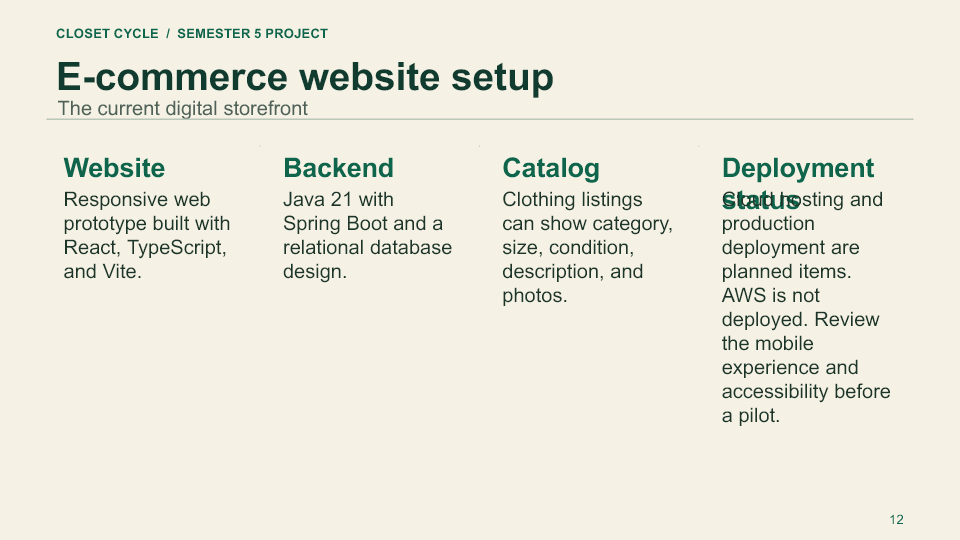 CLOSET CYCLE / SEMESTER 5 PROJECT
E-commerce website setup
The current digital storefront
Website
Responsive web
prototype built with
React, TypeScript,
and Vite.
Backend
Java 21 with
Spring Boot and a
relational database
design.
Catalog
Clothing listings
can show category,
size, condition,
description, and
photos.
Deployment
status
Cloud hosting and
production
deployment are
planned items.
AWS is not
deployed. Review
the mobile
experience and
accessibility before
a pilot.
12